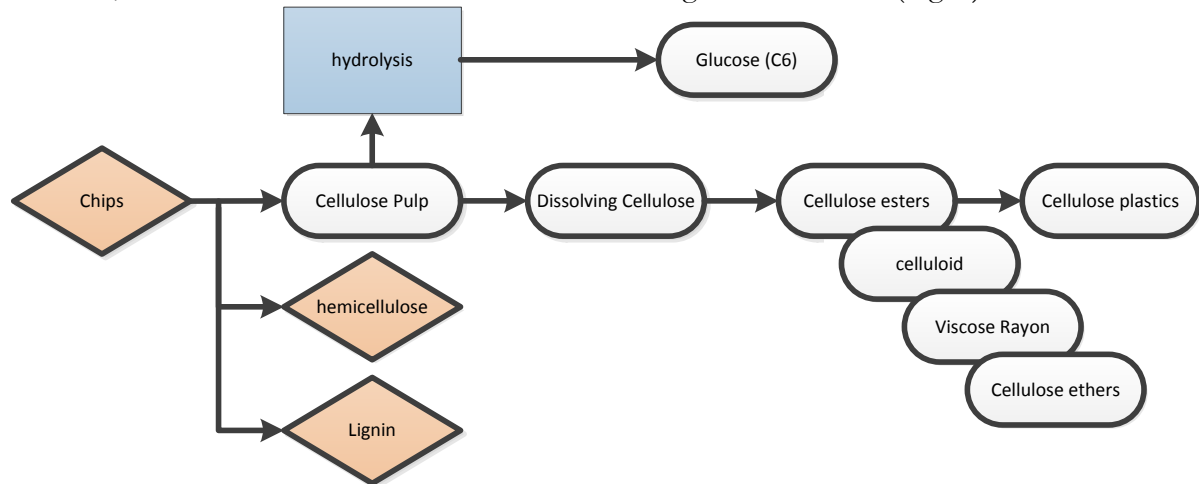 hydrolysis
Glucose (C6)
Chips
Cellulose Pulp
Dissolving Cellulose
Cellulose esters
Cellulose plastics
celluloid
hemicellulose
Viscose Rayon
Cellulose ethers
Lignin